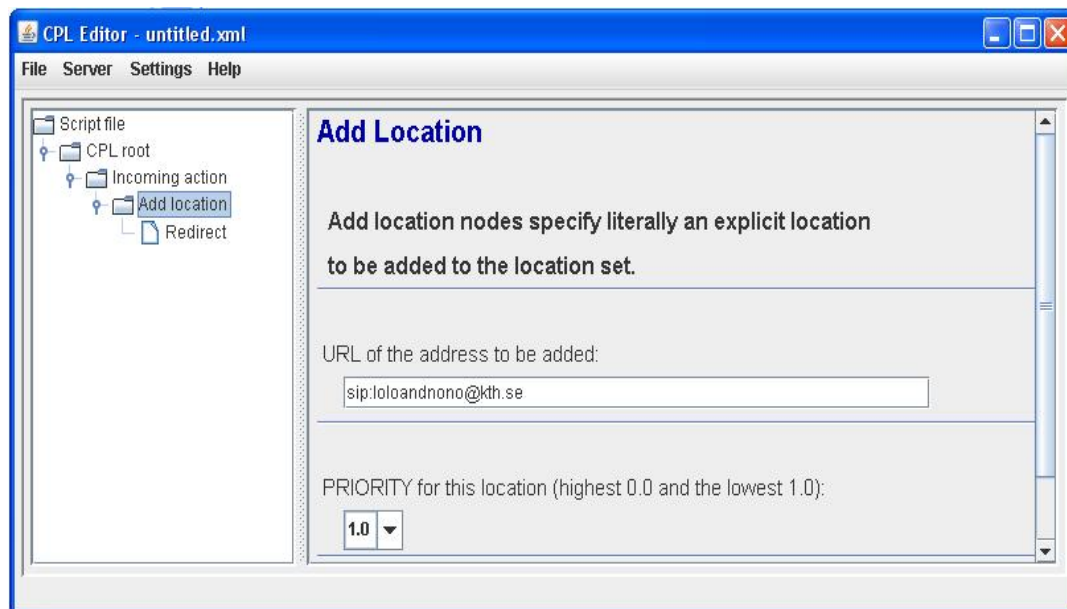 CPL Editor - untitled.xml
File Server Settings Help
Script file
CPL root
Incoming action
Add location
Redirect
Add Location
Add location nodes specify literally an explicit location
to be added to the location set.
URL of the address to be added:
sip:loloandnono@kth.se
PRIORITY for this location (highest 0.0 and the lowest 1.0):
1.0